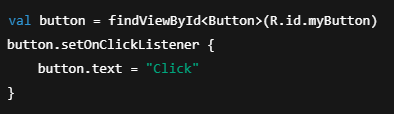 val button = findViewById<Button>(R.id.myButton)
button.setOnClickListener {
    button.text = "Click"
}